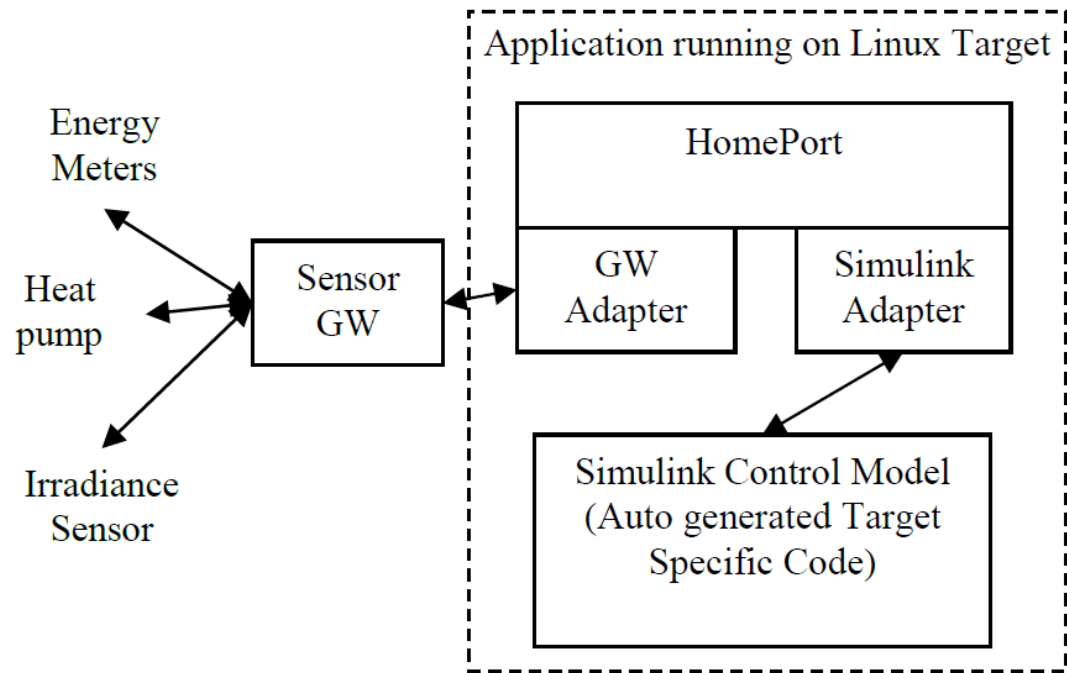 Application running on Linux Target
Energy
Meters
Heat
pump
Irradiance
Sensor
Sensor
GW
HomePort
GW
Adapter
Simulink
Adapter
Simulink Control Model
(Auto generated Target
Specific Code)